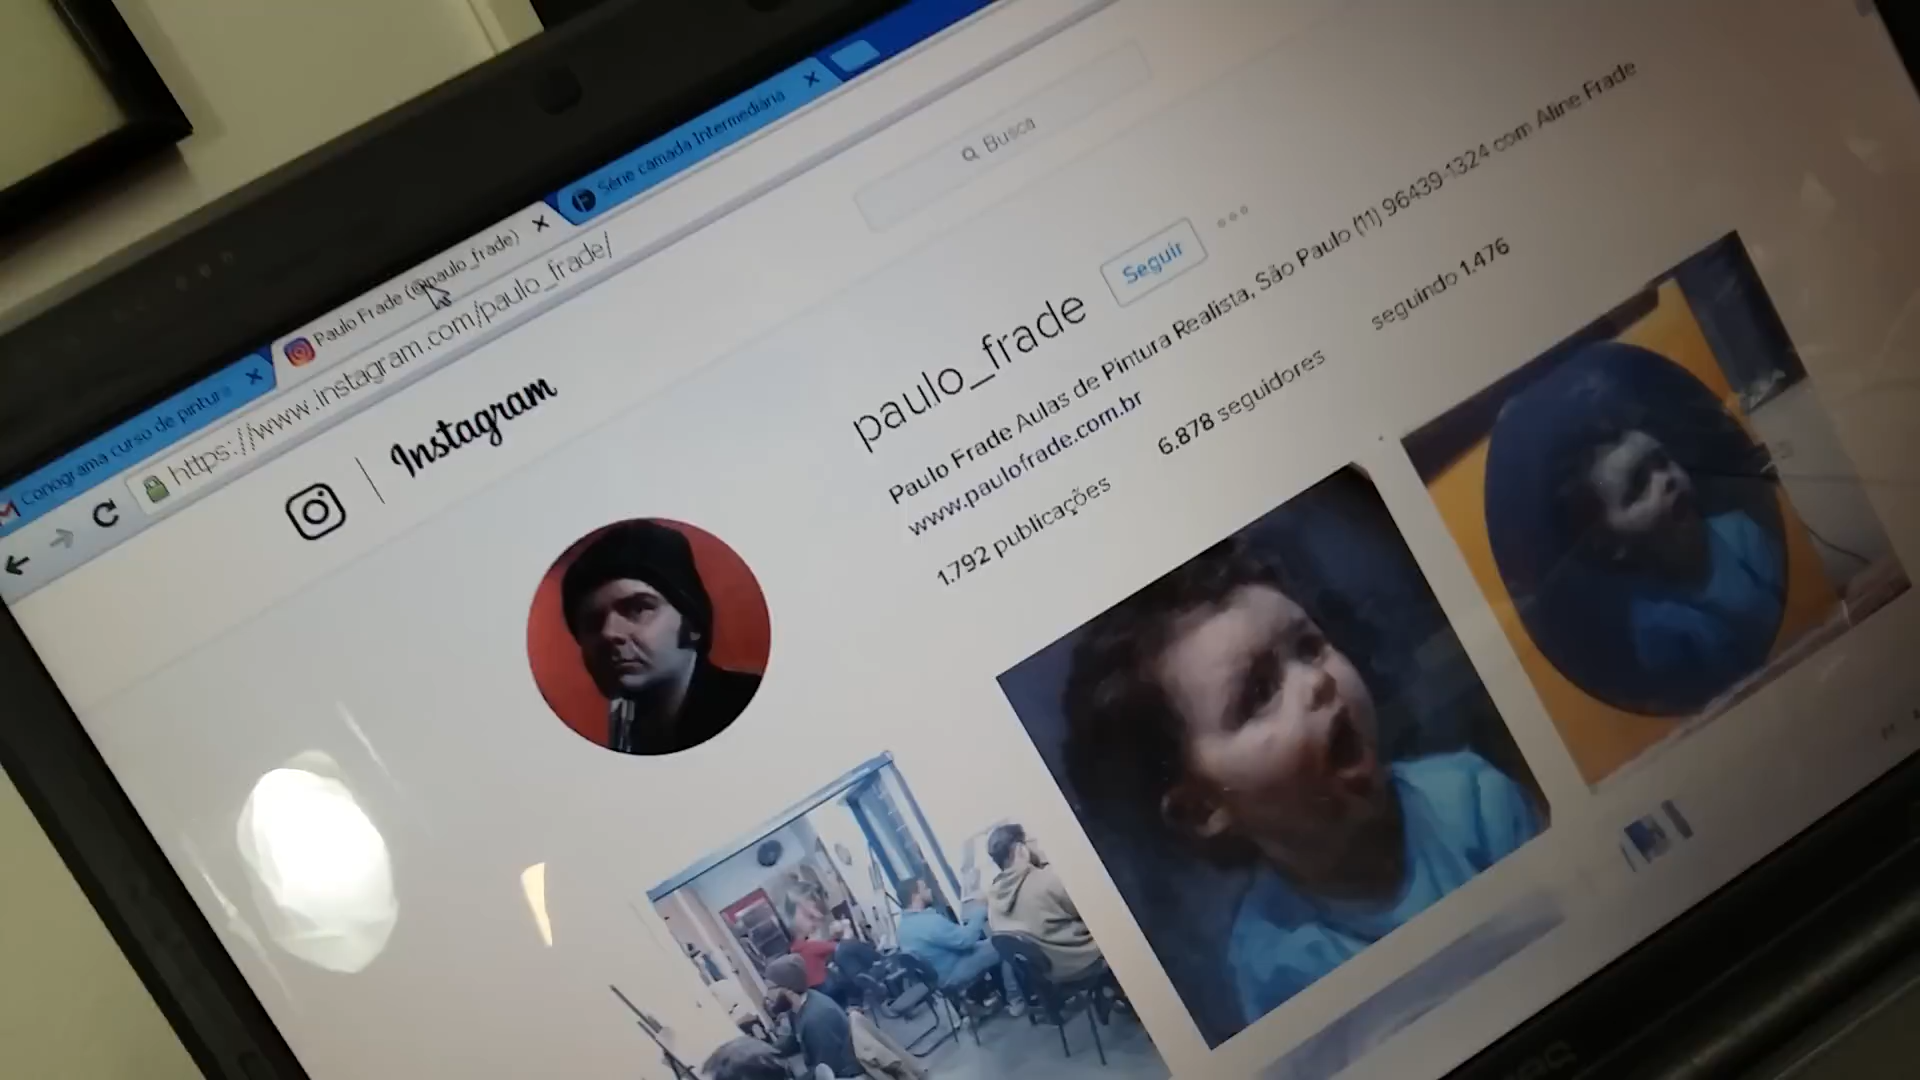 Conograma curso de pintura
Paulo Frade (@paulo_frade)
Série camada Intermediária
https://www.instagram.com/paulo_frade/
Instagram
Busca
paulo_frade
Seguir
Paulo Frade Aulas de Pintura Realista, São Paulo (11) 96439-1324 com Aline Frade
www.paulofrade.com.br
1.792 publicações
6.878 seguidores
seguindo 1.476